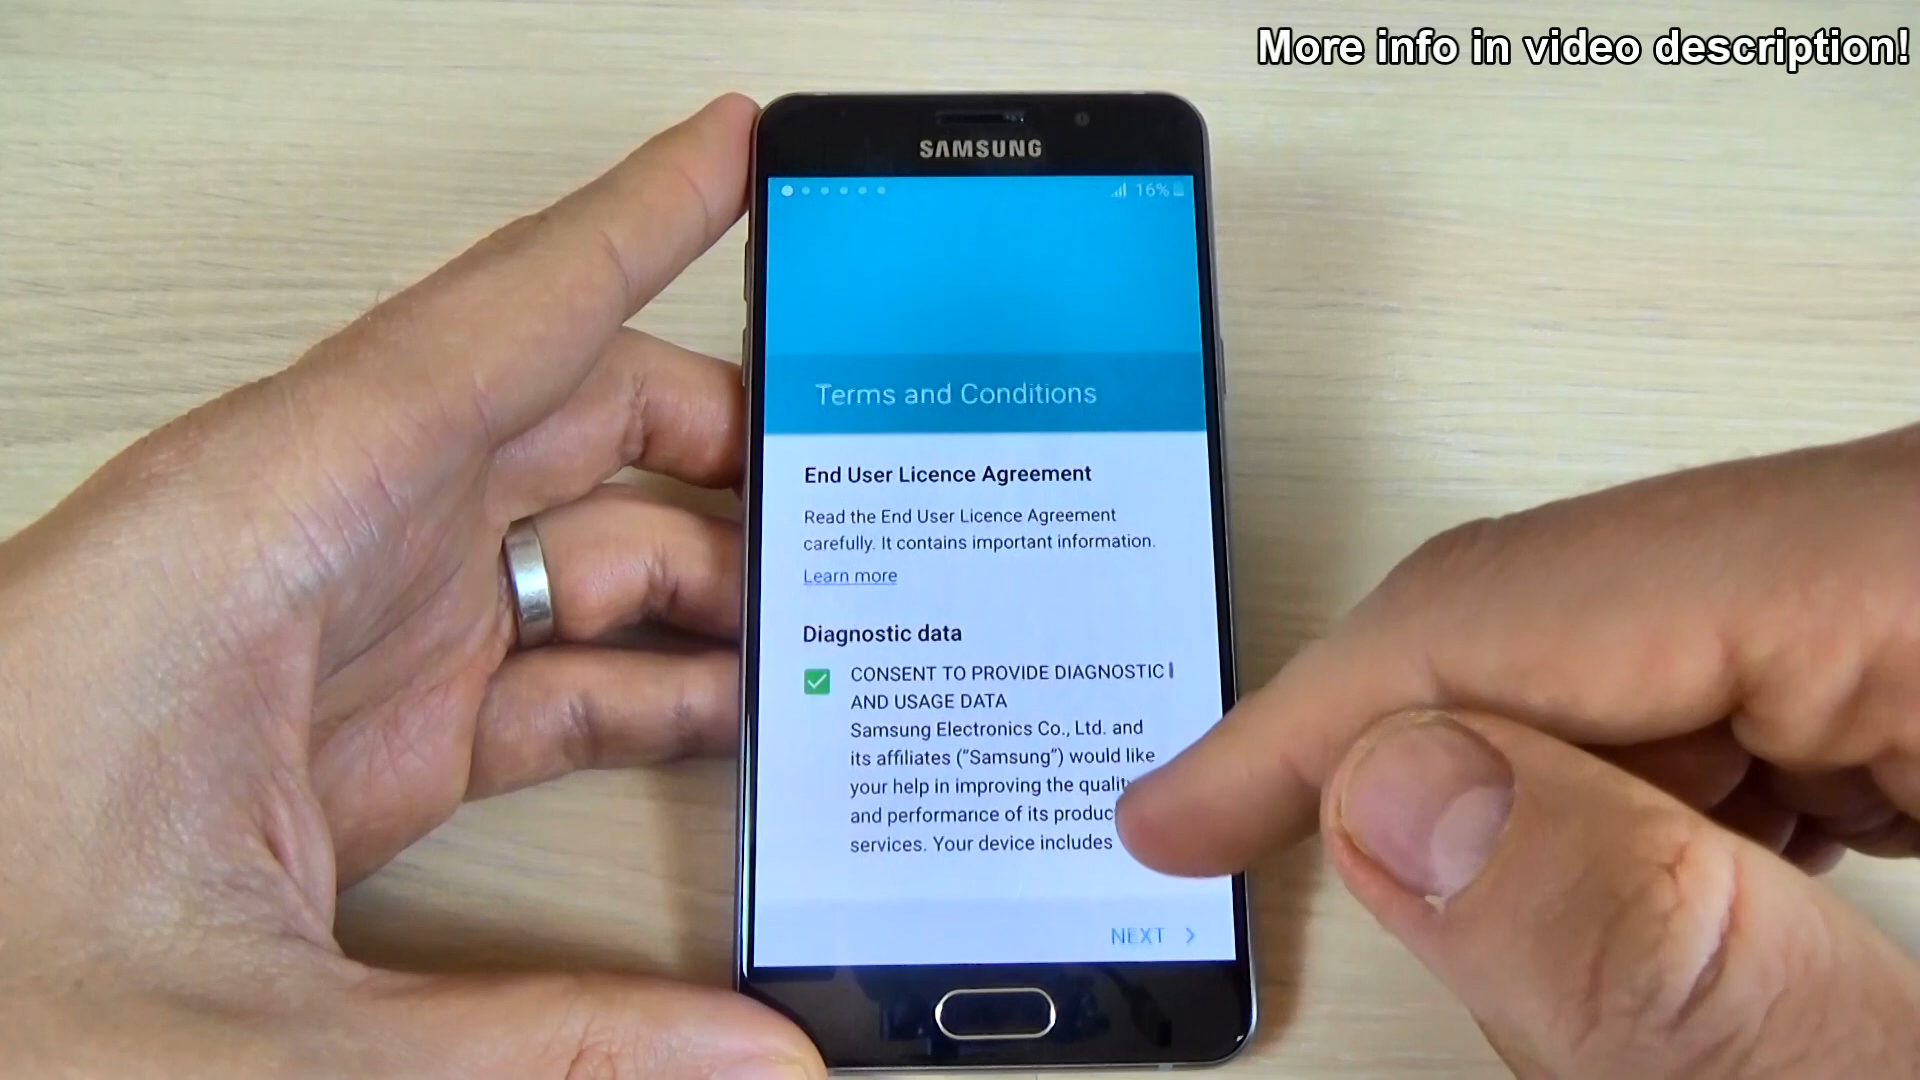 More info in video description!
SAMSUNG
16%
Terms and Conditions
End User Licence Agreement
Read the End User Licence Agreement
carefully. It contains important information.
Learn more
Diagnostic data
CONSENT TO PROVIDE DIAGNOSTIC
AND USAGE DATA
Samsung Electronics Co., Ltd. and
its affiliates ("Samsung") would like
your help in improving the
and performance of its
services. Your device includes
NEXT >